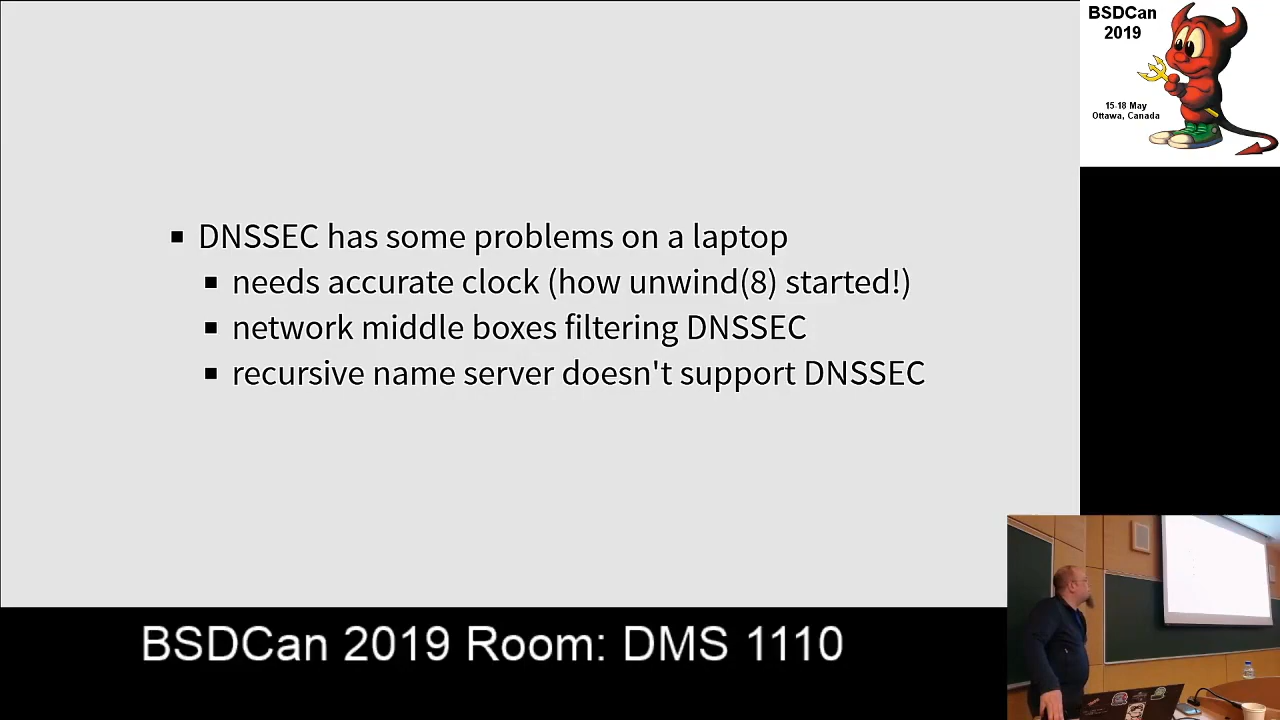 DNSSEC has some problems on a laptop
needs accurate clock (how unwind(8) started!)
network middle boxes filtering DNSSEC
recursive name server doesn't support DNSSEC
BSDCan
2019
15-18 May
Ottawa, Canada
BSDCan 2019 Room: DMS 1110